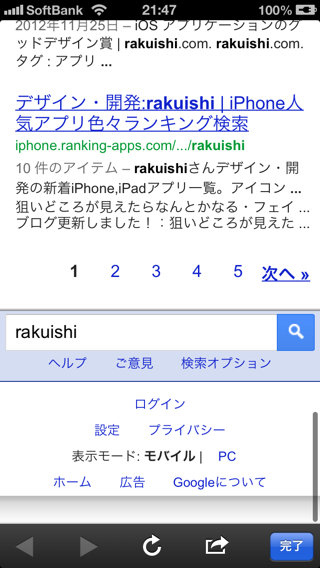 SoftBank 21:47 100%
2012年11月25日 – iOS アプリケーションのグ
ッドデザイン賞 | rakuishi.com. rakuishi.com.
タグ : アプリ ...
デザイン・開発:rakuishi | iPhone人
気アプリ色々ランキング検索
iphone.ranking-apps.com/.../rakuishi
10 件のアイテム – rakuishiさんデザイン・開
発の新着iPhone,iPadアプリ一覧。アイコン ...
狙いどころが見えたらなんとかなる・フェイ ...
ブログ更新しました！：狙いどころが見えた ...
1 2 3 4 5 次へ »
rakuishi
ヘルプ ご意見 検索オプション
ログイン
設定 プライバシー
表示モード: モバイル | PC
ホーム 広告 Googleについて
完了